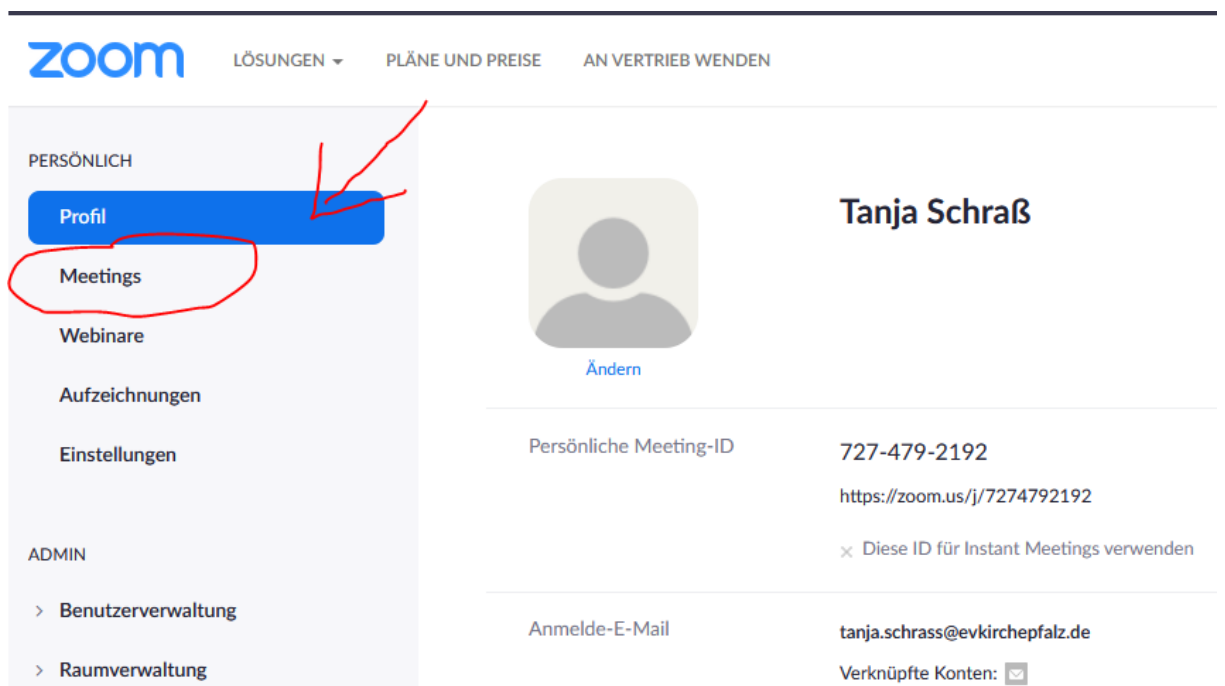 zoom LÖSUNGEN PLÄNE UND PREISE AN VERTRIEB WENDEN
PERSÖNLICH
Profil
Meetings
Webinare
Aufzeichnungen
Einstellungen
ADMIN
Benutzerverwaltung
Raumverwaltung
Tanja Schraß
Ändern
Persönliche Meeting-ID 727-479-2192
https://zoom.us/j/7274792192
Diese ID für Instant Meetings verwenden
Anmelde-E-Mail tanja.schrass@evkirchepfalz.de
Verknüpfte Konten: